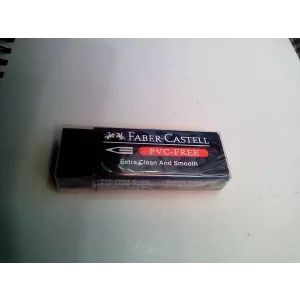 FABER-CASTELL
PVC-FREE
Extra Clean And Smooth